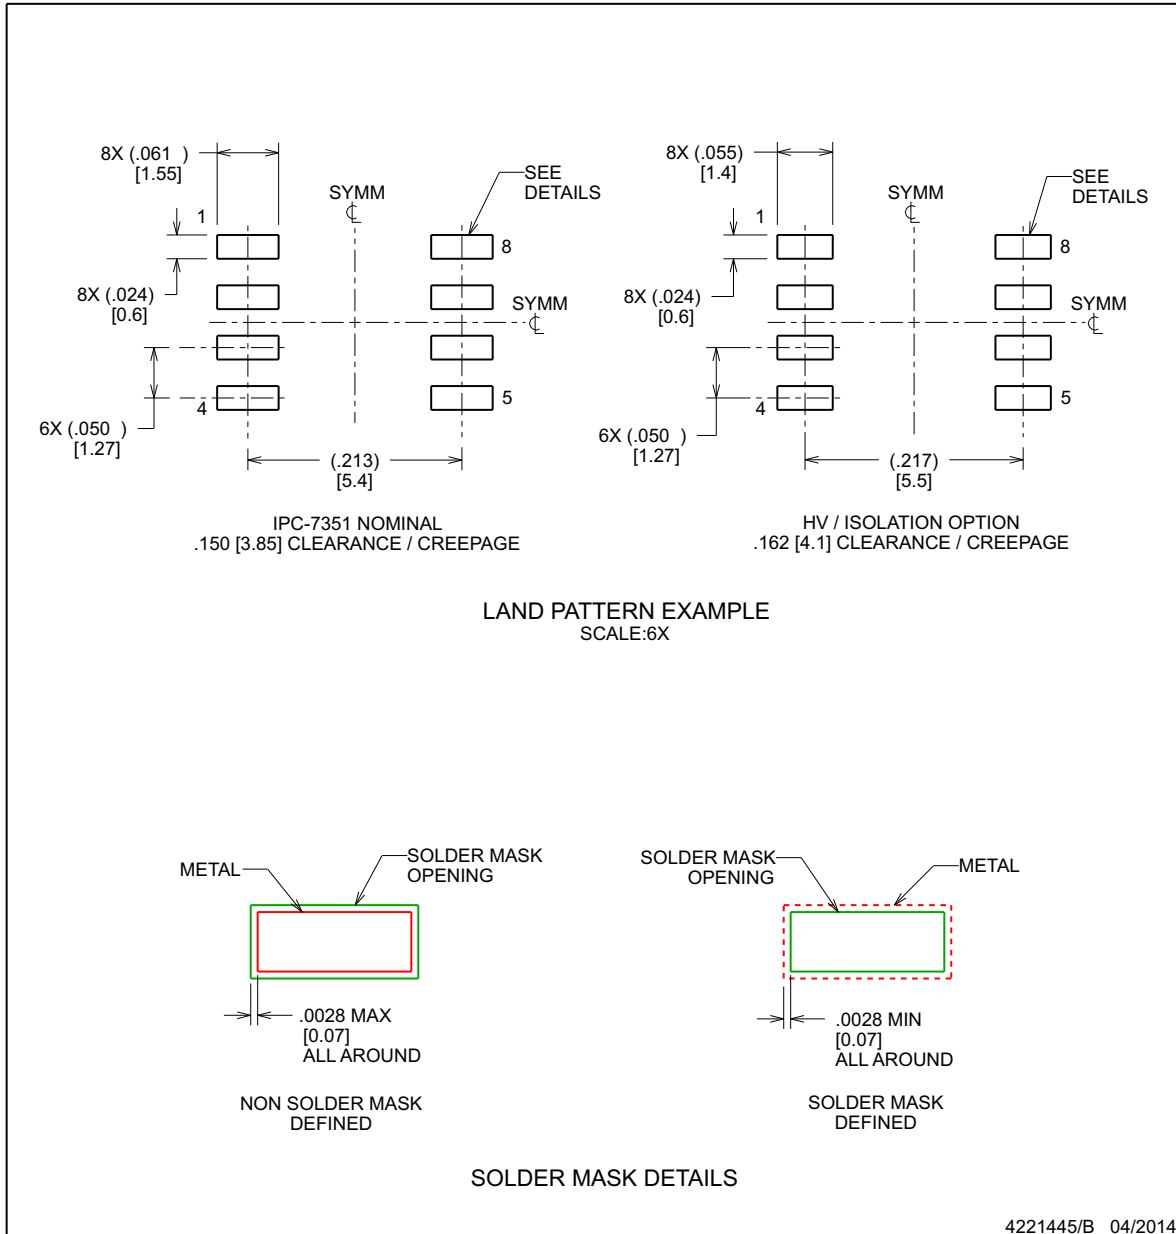 8X (.061 )
[1.55]
SYMM
SEE
DETAILS
1
8
8X (.024)
[0.6]
SYMM
4
5
6X (.050 )
[1.27]
(.213)
[5.4]
IPC-7351 NOMINAL
.150 [3.85] CLEARANCE / CREEPAGE
8X (.055)
[1.4]
SYMM
SEE
DETAILS
1
8
8X (.024)
[0.6]
SYMM
4
5
6X (.050 )
[1.27]
(.217)
[5.5]
HV / ISOLATION OPTION
.162 [4.1] CLEARANCE / CREEPAGE
LAND PATTERN EXAMPLE
SCALE:6X
METAL
SOLDER MASK
OPENING
.0028 MAX
[0.07]
ALL AROUND
NON SOLDER MASK
DEFINED
SOLDER MASK
OPENING
METAL
.0028 MIN
[0.07]
ALL AROUND
SOLDER MASK
DEFINED
SOLDER MASK DETAILS
4221445/B 04/2014